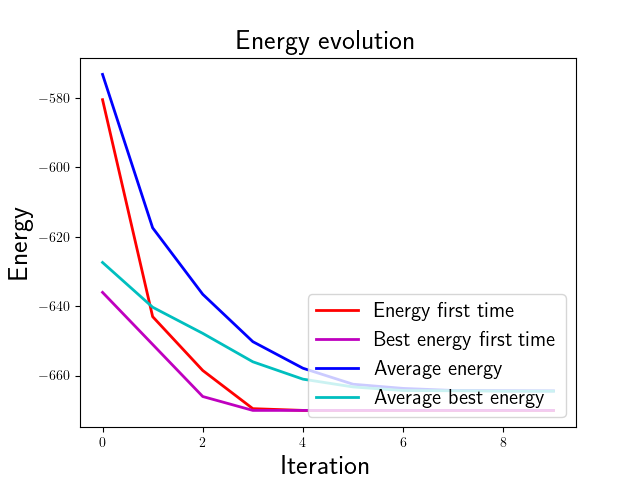 Energy evolution
Energy
−580
−600
−620
−640
−660
0
2
4
6
8
Iteration
Energy first time
Best energy first time
Average energy
Average best energy